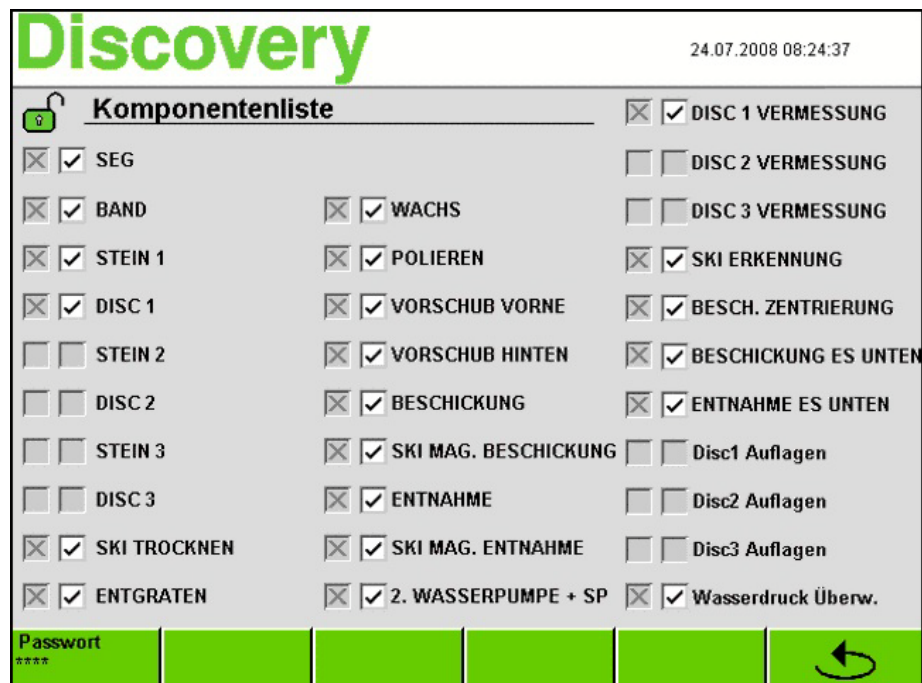 Discovery
24.07.2008 08:24:37
Komponentenliste
SEG
BAND
STEIN 1
DISC 1
STEIN 2
DISC 2
STEIN 3
DISC 3
SKI TROCKNEN
ENTGRATEN
WACHS
POLIEREN
VORSCHUB VORNE
VORSCHUB HINTEN
BESCHICKUNG
SKI MAG. BESCHICKUNG
ENTNAHME
SKI MAG. ENTNAHME
2. WASSERPUMPE + SP
DISC 1 VERMESSUNG
DISC 2 VERMESSUNG
DISC 3 VERMESSUNG
SKI ERKENNUNG
BESCH. ZENTRIERUNG
BESCHICKUNG ES UNTEN
ENTNAHME ES UNTEN
Disc1 Auflagen
Disc2 Auflagen
Disc3 Auflagen
Wasserdruck Überw.
Passwort
****